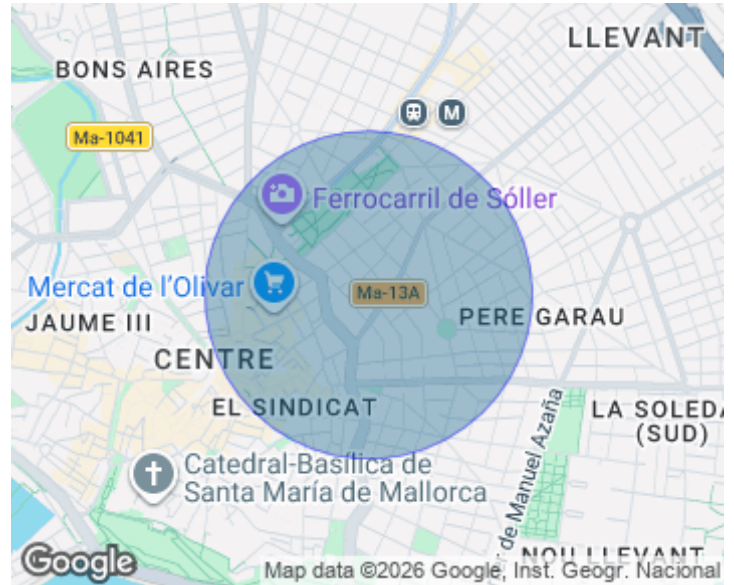 LLEVANT
BONS AIRES
M
Ma-1041
Ferrocarril de Sóller
Mercat de l'Olivar
Ma-13A
JAUME III
PERE GARAU
CENTRE
EL SINDICAT
LA SOLEDA
(SUD)
Catedral-Basílica de
Santa María de Mallorca
r de Manuel Azaña
NOU LLEVANT
Google
Map data ©2026 Google, Inst. Geogr. Nacional